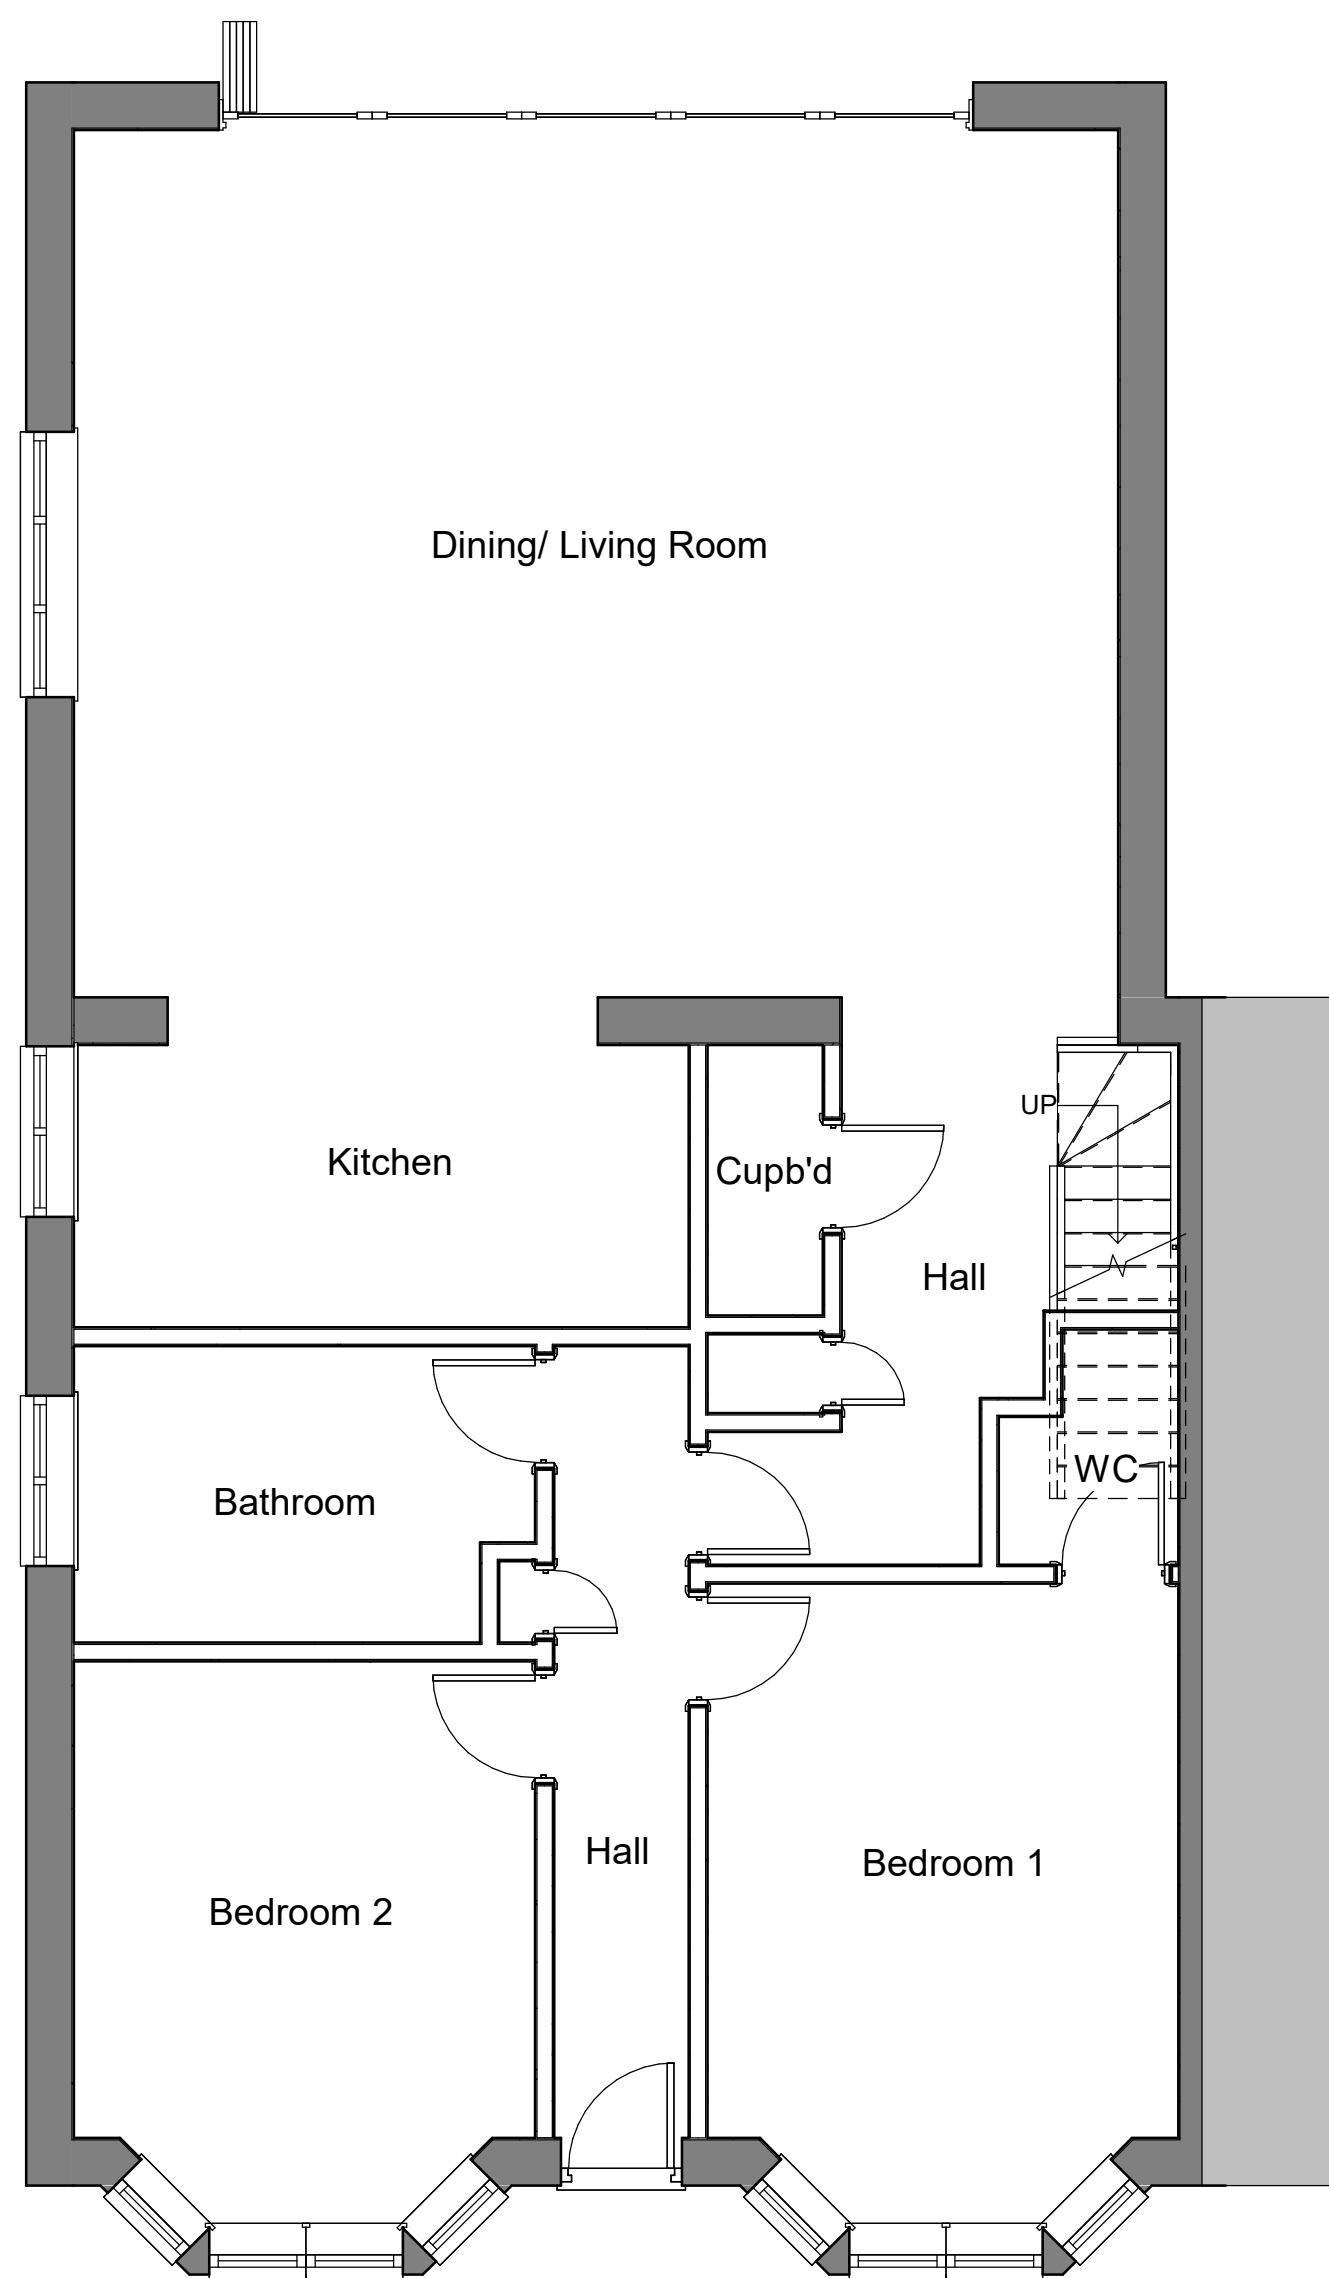 Dining/ Living Room
UP
Kitchen
Cupb'd
Hall
WC
Bathroom
Hall
Bedroom 1
Bedroom 2